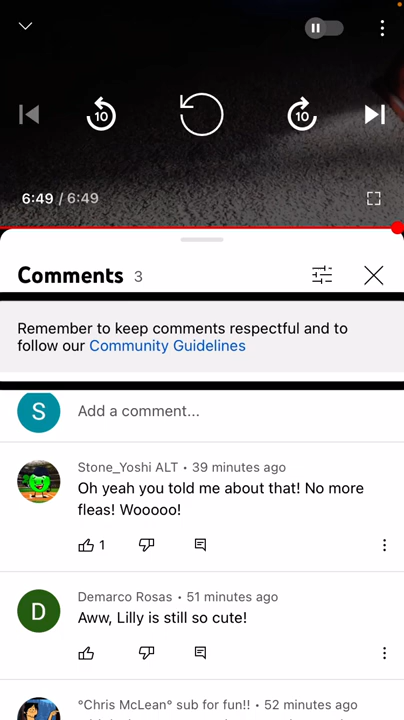 10
10
6:49 / 6:49
Comments 3
Remember to keep comments respectful and to
follow our Community Guidelines
S
Add a comment...
Stone_Yoshi ALT • 39 minutes ago
Oh yeah you told me about that! No more
fleas! Wooooo!
1
D
Demarco Rosas • 51 minutes ago
Aww, Lilly is still so cute!
°Chris McLean° sub for fun!! • 52 minutes ago